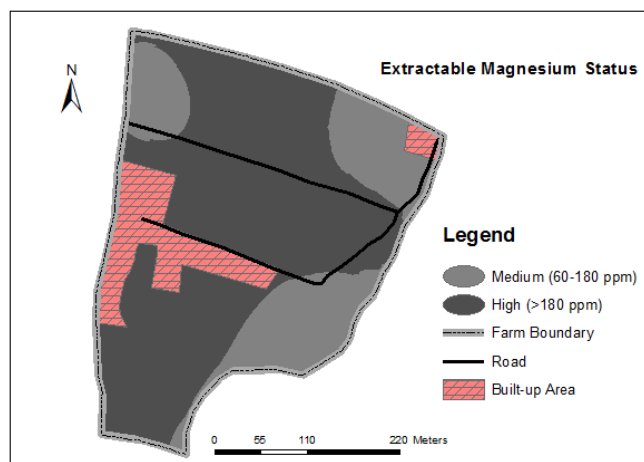 N
Extractable Magnesium Status
Legend
Medium (60-180 ppm)
High (>180 ppm)
Farm Boundary
Road
Built-up Area
0 55 110 220 Meters